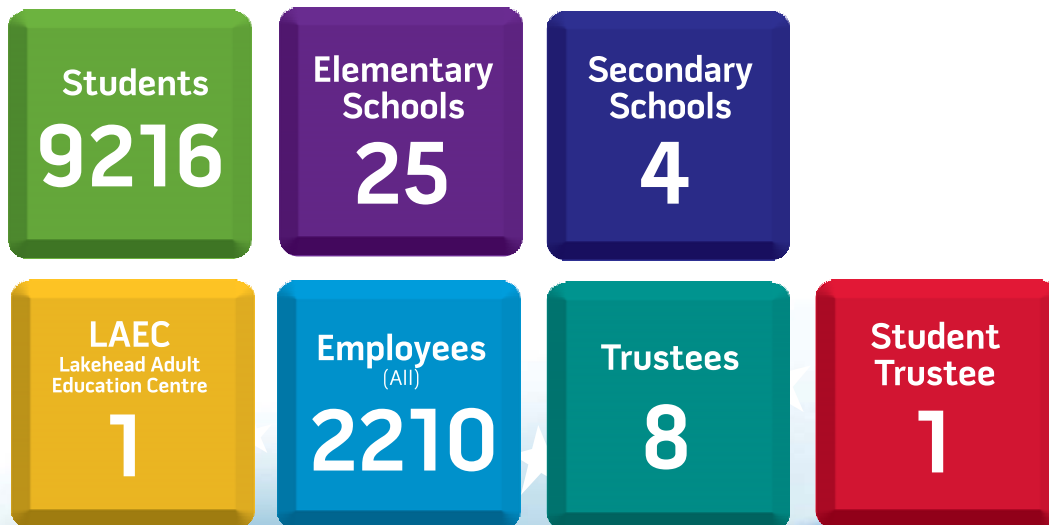 Students
9216
Elementary
Schools
25
Secondary
Schools
4
LAEC
Lakehead Adult
Education Centre
1
Employees
(All)
2210
Trustees
8
Student
Trustee
1